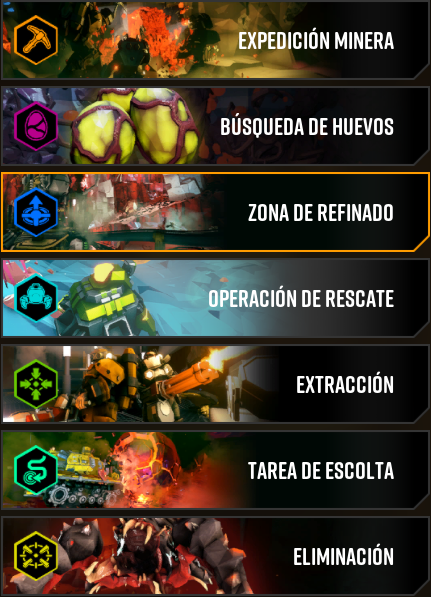 EXPEDICIÓN MINERA
BÚSQUEDA DE HUEVOS
ZONA DE REFINADO
OPERACIÓN DE RESCATE
EXTRACCIÓN
TAREA DE ESCOLTA
ELIMINACIÓN